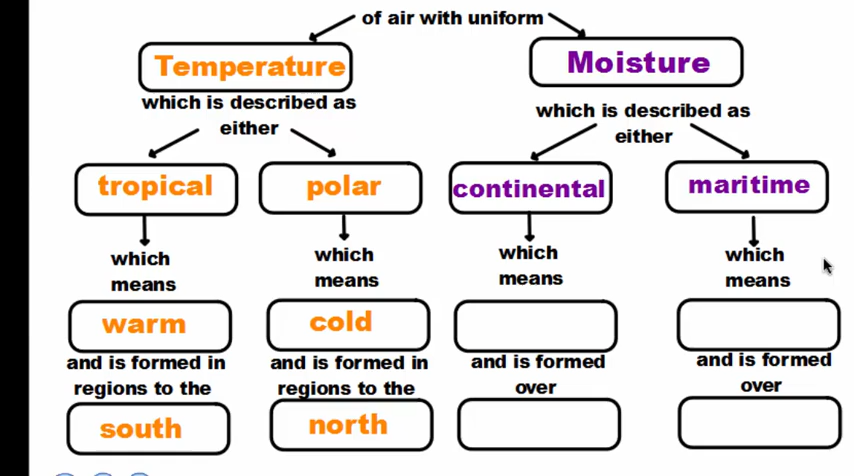 of air with uniform
Temperature
Moisture
which is described as
either
which is described as
either
tropical
polar
continental
maritime
which
means
which
means
which
means
which
means
warm
cold
and is formed in
regions to the
and is formed in
regions to the
and is formed
over
and is formed
over
south
north